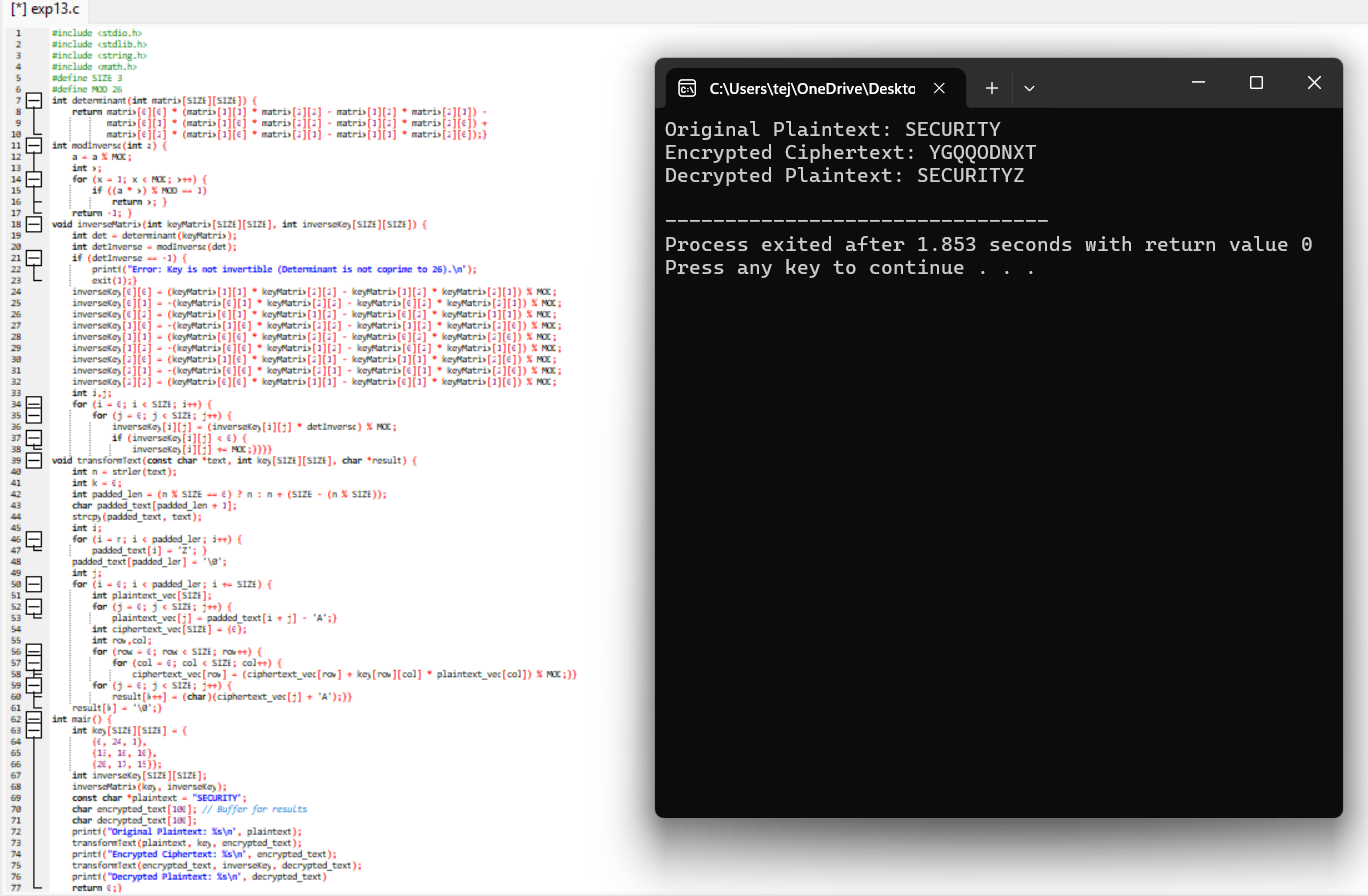 [*] exp13.c
1 #include <stdio.h>
2 #include <stdlib.h>
3 #include <string.h>
4 #include <math.h>
5 #define SIZE 3
6 #define MOD 26
7 int determinant(int matrix[SIZE][SIZE]) {
8 return matrix[0][0] * (matrix[1][1] * matrix[2][2] - matrix[1][2] * matrix[2][1]) -
9 matrix[0][1] * (matrix[1][0] * matrix[2][2] - matrix[1][2] * matrix[2][0]) +
10 matrix[0][2] * (matrix[1][0] * matrix[2][1] - matrix[1][1] * matrix[2][0]);}
11 int modInverse(int a) {
12 a = a % MOD;
13 int x;
14 for (x = 1; x < MOD; x++) {
15 if ((a * x) % MOD == 1)
16 return x; }
17 return -1; }
18 void inverseMatrix(int keyMatrix[SIZE][SIZE], int inverseKey[SIZE][SIZE]) {
19 int det = determinant(keyMatrix);
20 int detInverse = modInverse(det);
21 if (detInverse == -1) {
22 printf("Error: Key is not invertible (Determinant is not coprime to 26).\n");
23 exit(1);}
24 inverseKey[0][0] = (keyMatrix[1][1] * keyMatrix[2][2] - keyMatrix[1][2] * keyMatrix[2][1]) % MOD;
25 inverseKey[0][1] = -(keyMatrix[0][1] * keyMatrix[2][2] - keyMatrix[0][2] * keyMatrix[2][1]) % MOD;
26 inverseKey[0][2] = (keyMatrix[0][1] * keyMatrix[1][2] - keyMatrix[0][2] * keyMatrix[1][1]) % MOD;
27 inverseKey[1][0] = -(keyMatrix[1][0] * keyMatrix[2][2] - keyMatrix[1][2] * keyMatrix[2][0]) % MOD;
28 inverseKey[1][1] = (keyMatrix[0][0] * keyMatrix[2][2] - keyMatrix[0][2] * keyMatrix[2][0]) % MOD;
29 inverseKey[1][2] = -(keyMatrix[0][0] * keyMatrix[1][2] - keyMatrix[0][2] * keyMatrix[1][0]) % MOD;
30 inverseKey[2][0] = (keyMatrix[1][0] * keyMatrix[2][1] - keyMatrix[1][1] * keyMatrix[2][0]) % MOD;
31 inverseKey[2][1] = -(keyMatrix[0][0] * keyMatrix[2][1] - keyMatrix[0][1] * keyMatrix[2][0]) % MOD;
32 inverseKey[2][2] = (keyMatrix[0][0] * keyMatrix[1][1] - keyMatrix[0][1] * keyMatrix[1][0]) % MOD;
33 int i,j;
34 for (i = 0; i < SIZE; i++) {
35 for (j = 0; j < SIZE; j++) {
36 inverseKey[i][j] = (inverseKey[i][j] * detInverse) % MOD;
37 if (inverseKey[i][j] < 0) {
38 inverseKey[i][j] += MOD;}}}}
39 void transformText(const char *text, int key[SIZE][SIZE], char *result) {
40 int n = strlen(text);
41 int k = 0;
42 int padded_len = (n % SIZE == 0) ? n : n + (SIZE - (n % SIZE));
43 char padded_text[padded_len + 1];
44 strcpy(padded_text, text);
45 int i;
46 for (i = n; i < padded_len; i++) {
47 padded_text[i] = 'Z'; }
48 padded_text[padded_len] = '\0';
49 int j;
50 for (i = 0; i < padded_len; i += SIZE) {
51 int plaintext_vec[SIZE];
52 for (j = 0; j < SIZE; j++) {
53 plaintext_vec[j] = padded_text[i + j] - 'A';}
54 int ciphertext_vec[SIZE] = {0};
55 int row,col;
56 for (row = 0; row < SIZE; row++) {
57 for (col = 0; col < SIZE; col++) {
58 ciphertext_vec[row] = (ciphertext_vec[row] + key[row][col] * plaintext_vec[col]) % MOD;}}
59 for (j = 0; j < SIZE; j++) {
60 result[k++] = (char)(ciphertext_vec[j] + 'A');}}
61 result[k] = '\0';}
62 int main() {
63 int key[SIZE][SIZE] = {
64 {6, 24, 1},
65 {13, 16, 10},
66 {20, 17, 15}};
67 int inverseKey[SIZE][SIZE];
68 inverseMatrix(key, inverseKey);
69 const char *plaintext = "SECURITY";
70 char encrypted_text[100]; // Buffer for results
71 char decrypted_text[100];
72 printf("Original Plaintext: %s\n", plaintext);
73 transformText(plaintext, key, encrypted_text);
74 printf("Encrypted Ciphertext: %s\n", encrypted_text);
75 transformText(encrypted_text, inverseKey, decrypted_text);
76 printf("Decrypted Plaintext: %s\n", decrypted_text)
77 return 0;}
C:\Users\tej\OneDrive\Deskto
Original Plaintext: SECURITY
Encrypted Ciphertext: YGQQODNXT
Decrypted Plaintext: SECURITYZ
--------------------------------
Process exited after 1.853 seconds with return value 0
Press any key to continue . . .